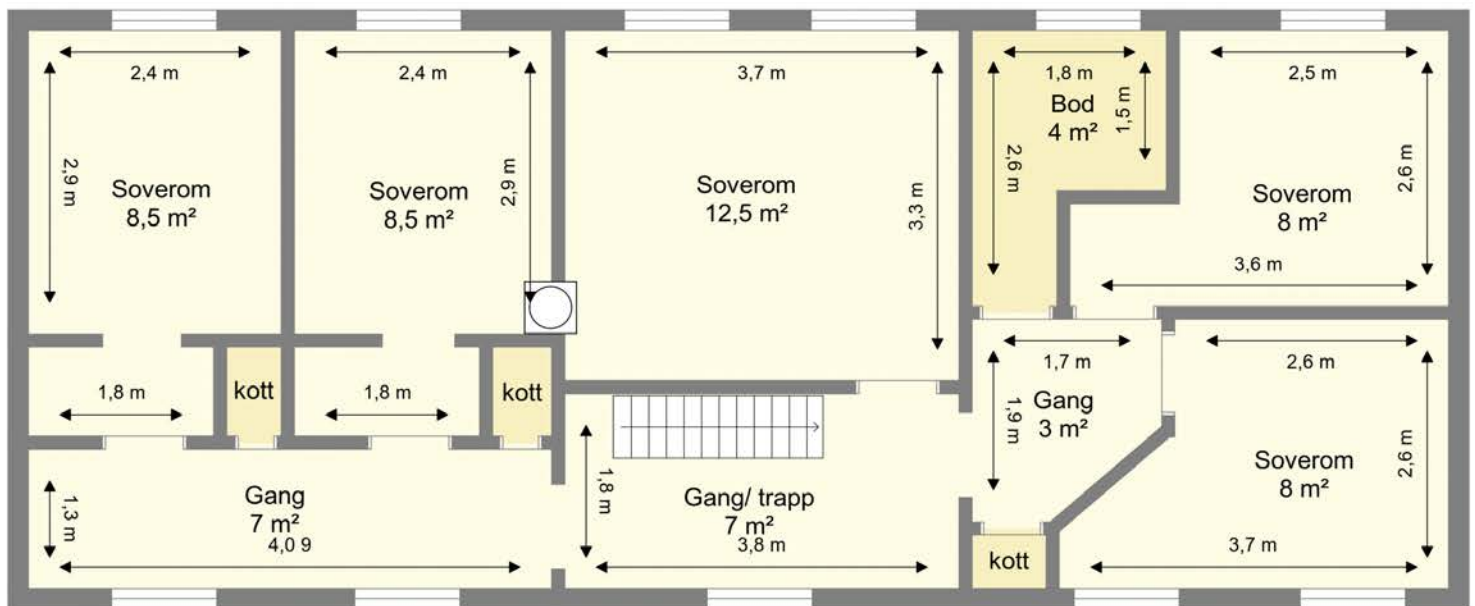 2,4 m
2,9 m
Soverom
8,5 m²
2,4 m
2,9 m
Soverom
8,5 m²
3,7 m
3,3 m
Soverom
12,5 m²
1,8 m
Bod
4 m²
1,5 m
2,6 m
2,5 m
2,6 m
Soverom
8 m²
3,6 m
1,8 m
kott
1,8 m
kott
1,7 m
1,9 m
Gang
3 m²
2,6 m
2,6 m
Soverom
8 m²
3,7 m
1,3 m
Gang
7 m²
4,0 9
1,8 m
Gang/ trapp
7 m²
3,8 m
kott